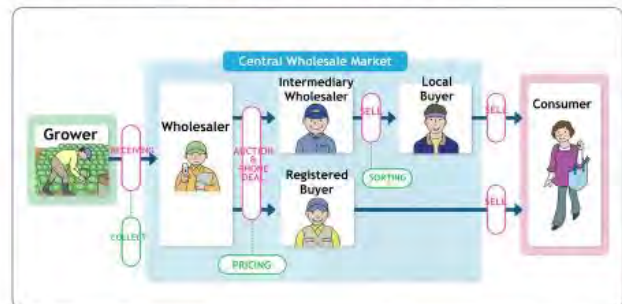 Central Wholesale Market
Grower
RECEIVING
COLLECT
Wholesaler
AUCTION
&
PHONE
DEAL
PRICING
Intermediary
Wholesaler
SELL
SORTING
Local
Buyer
SELL
Registered
Buyer
SELL
Consumer